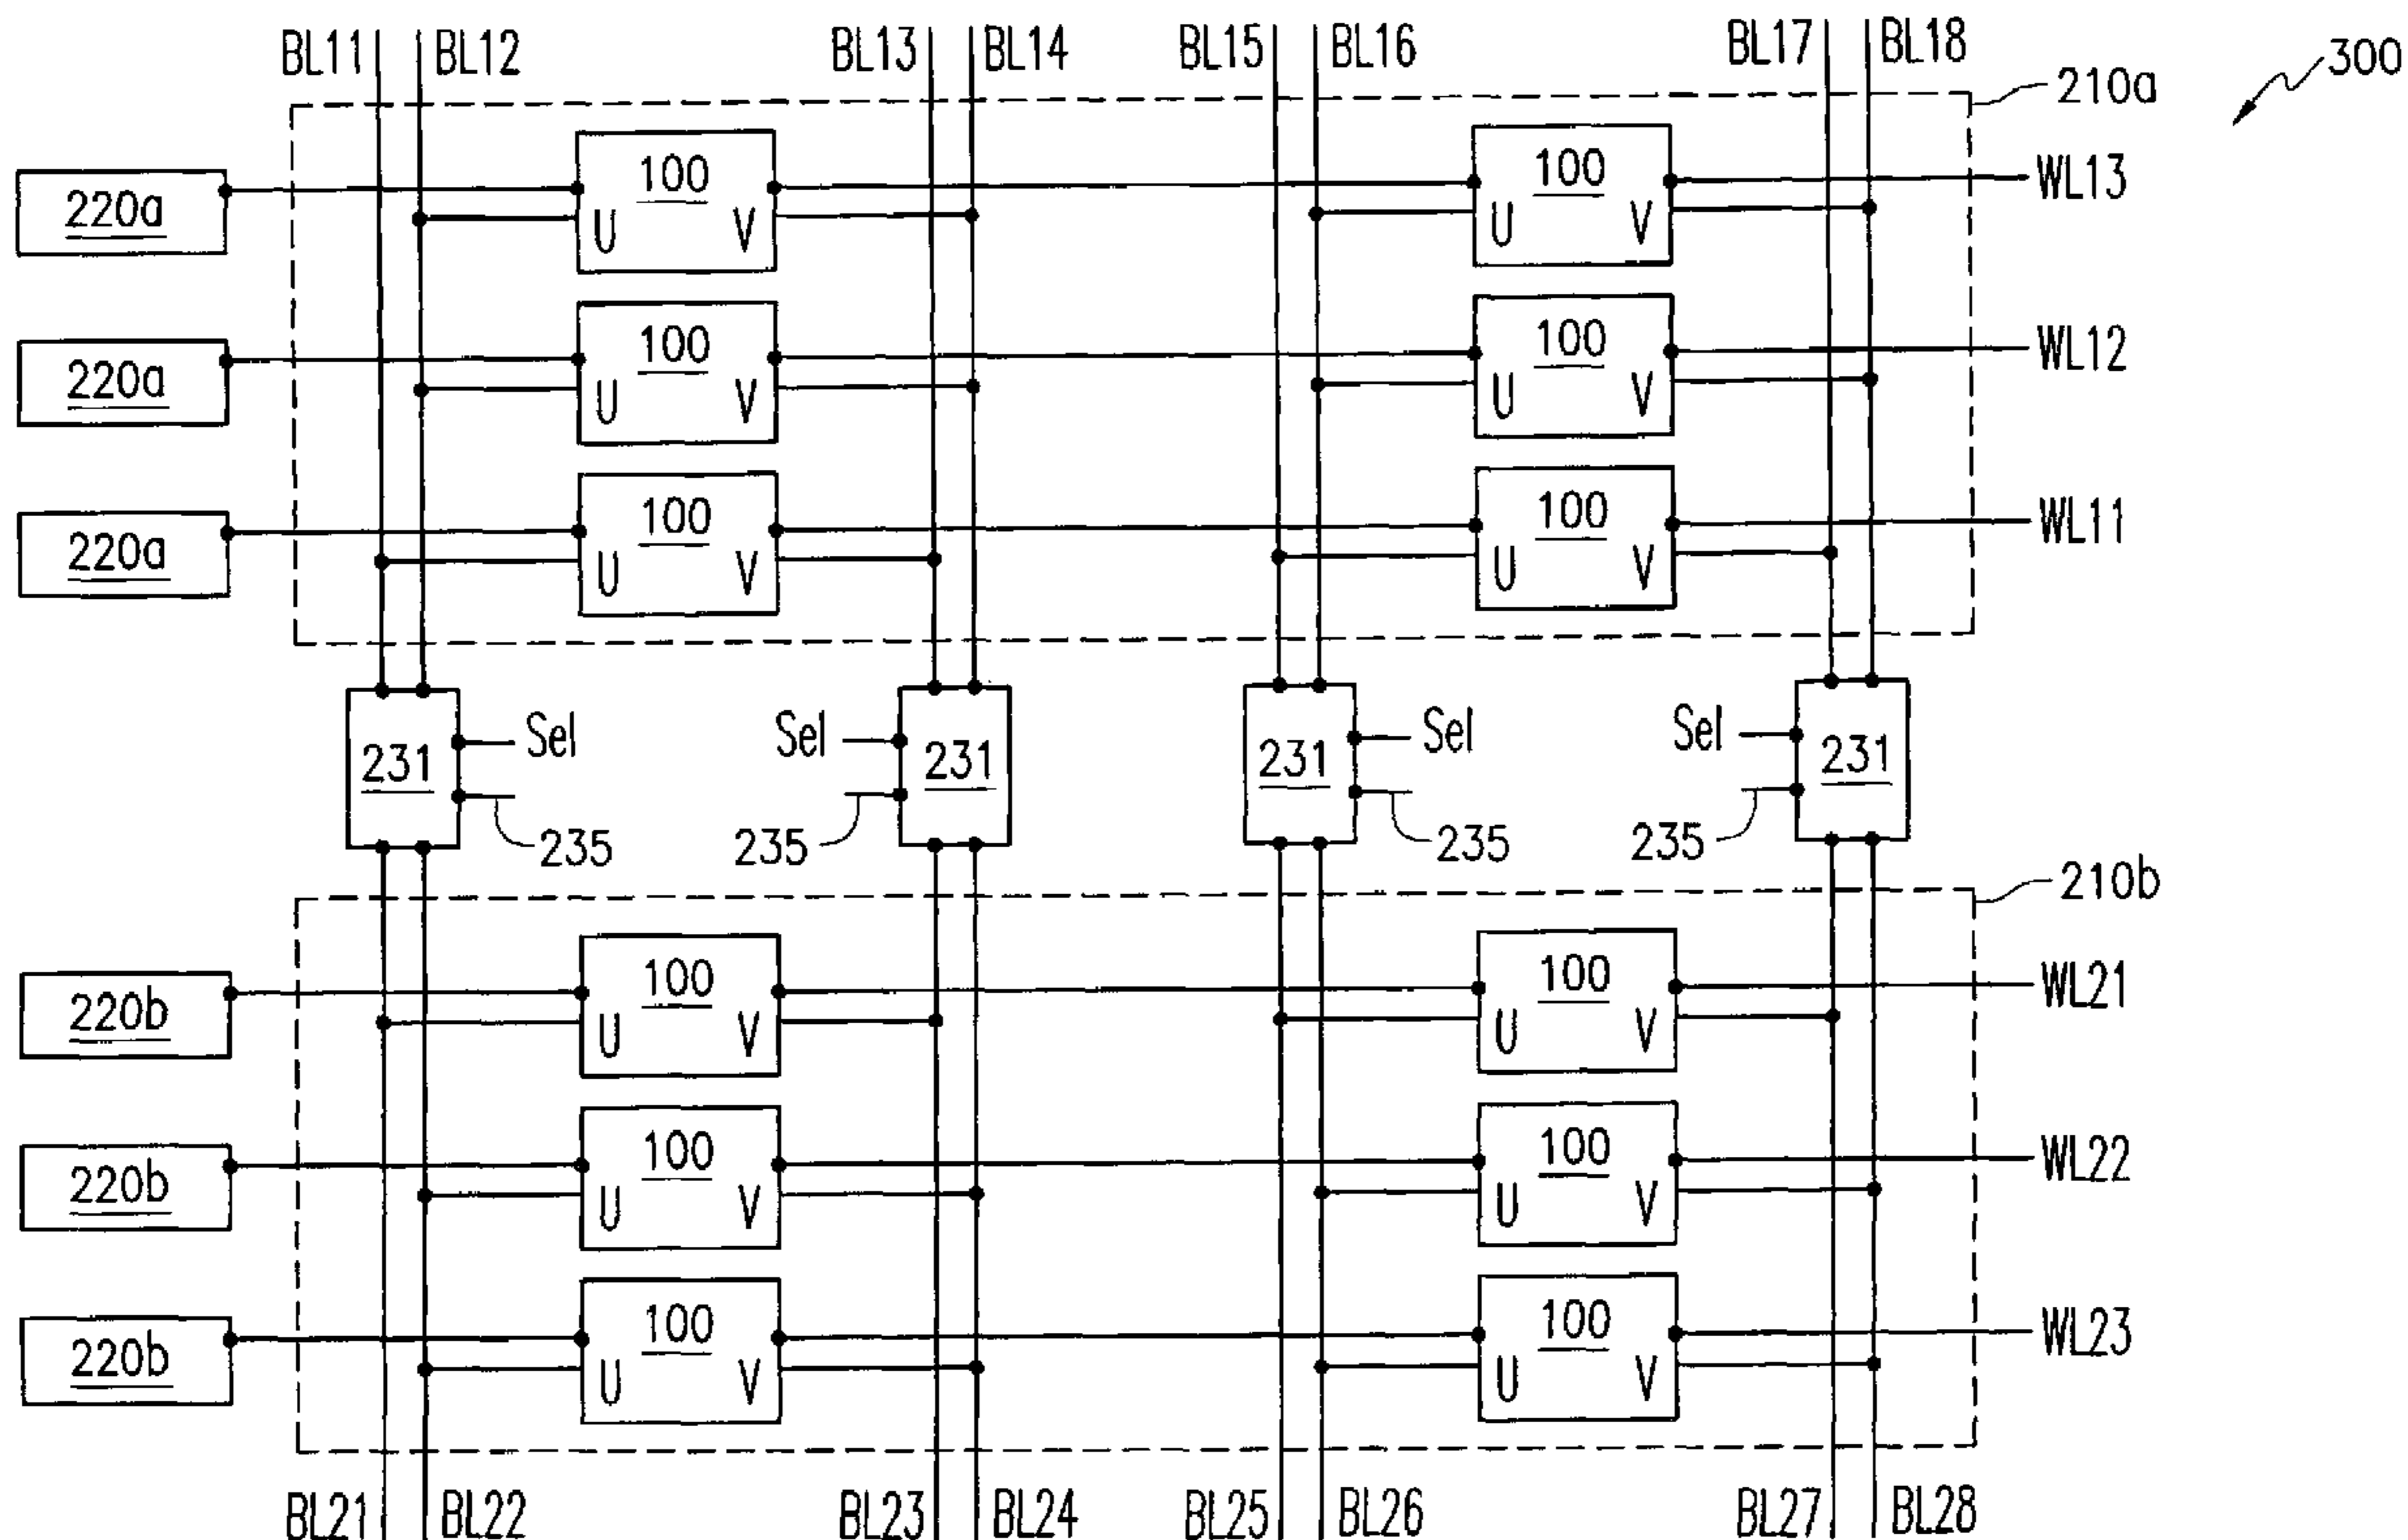 BL11 BL12 BL13 BL14 BL15 BL16 BL17 BL18
300
210a
220a 100 100 WL13
U V U V
220a 100 100 WL12
U V U V
220a 100 100 WL11
U V U V
Sel Sel Sel Sel
231 231 231 231
235 235 235 235
210b
220b 100 100 WL21
U V U V
220b 100 100 WL22
U V U V
220b 100 100 WL23
U V U V
BL21 BL22 BL23 BL24 BL25 BL26 BL27 BL28